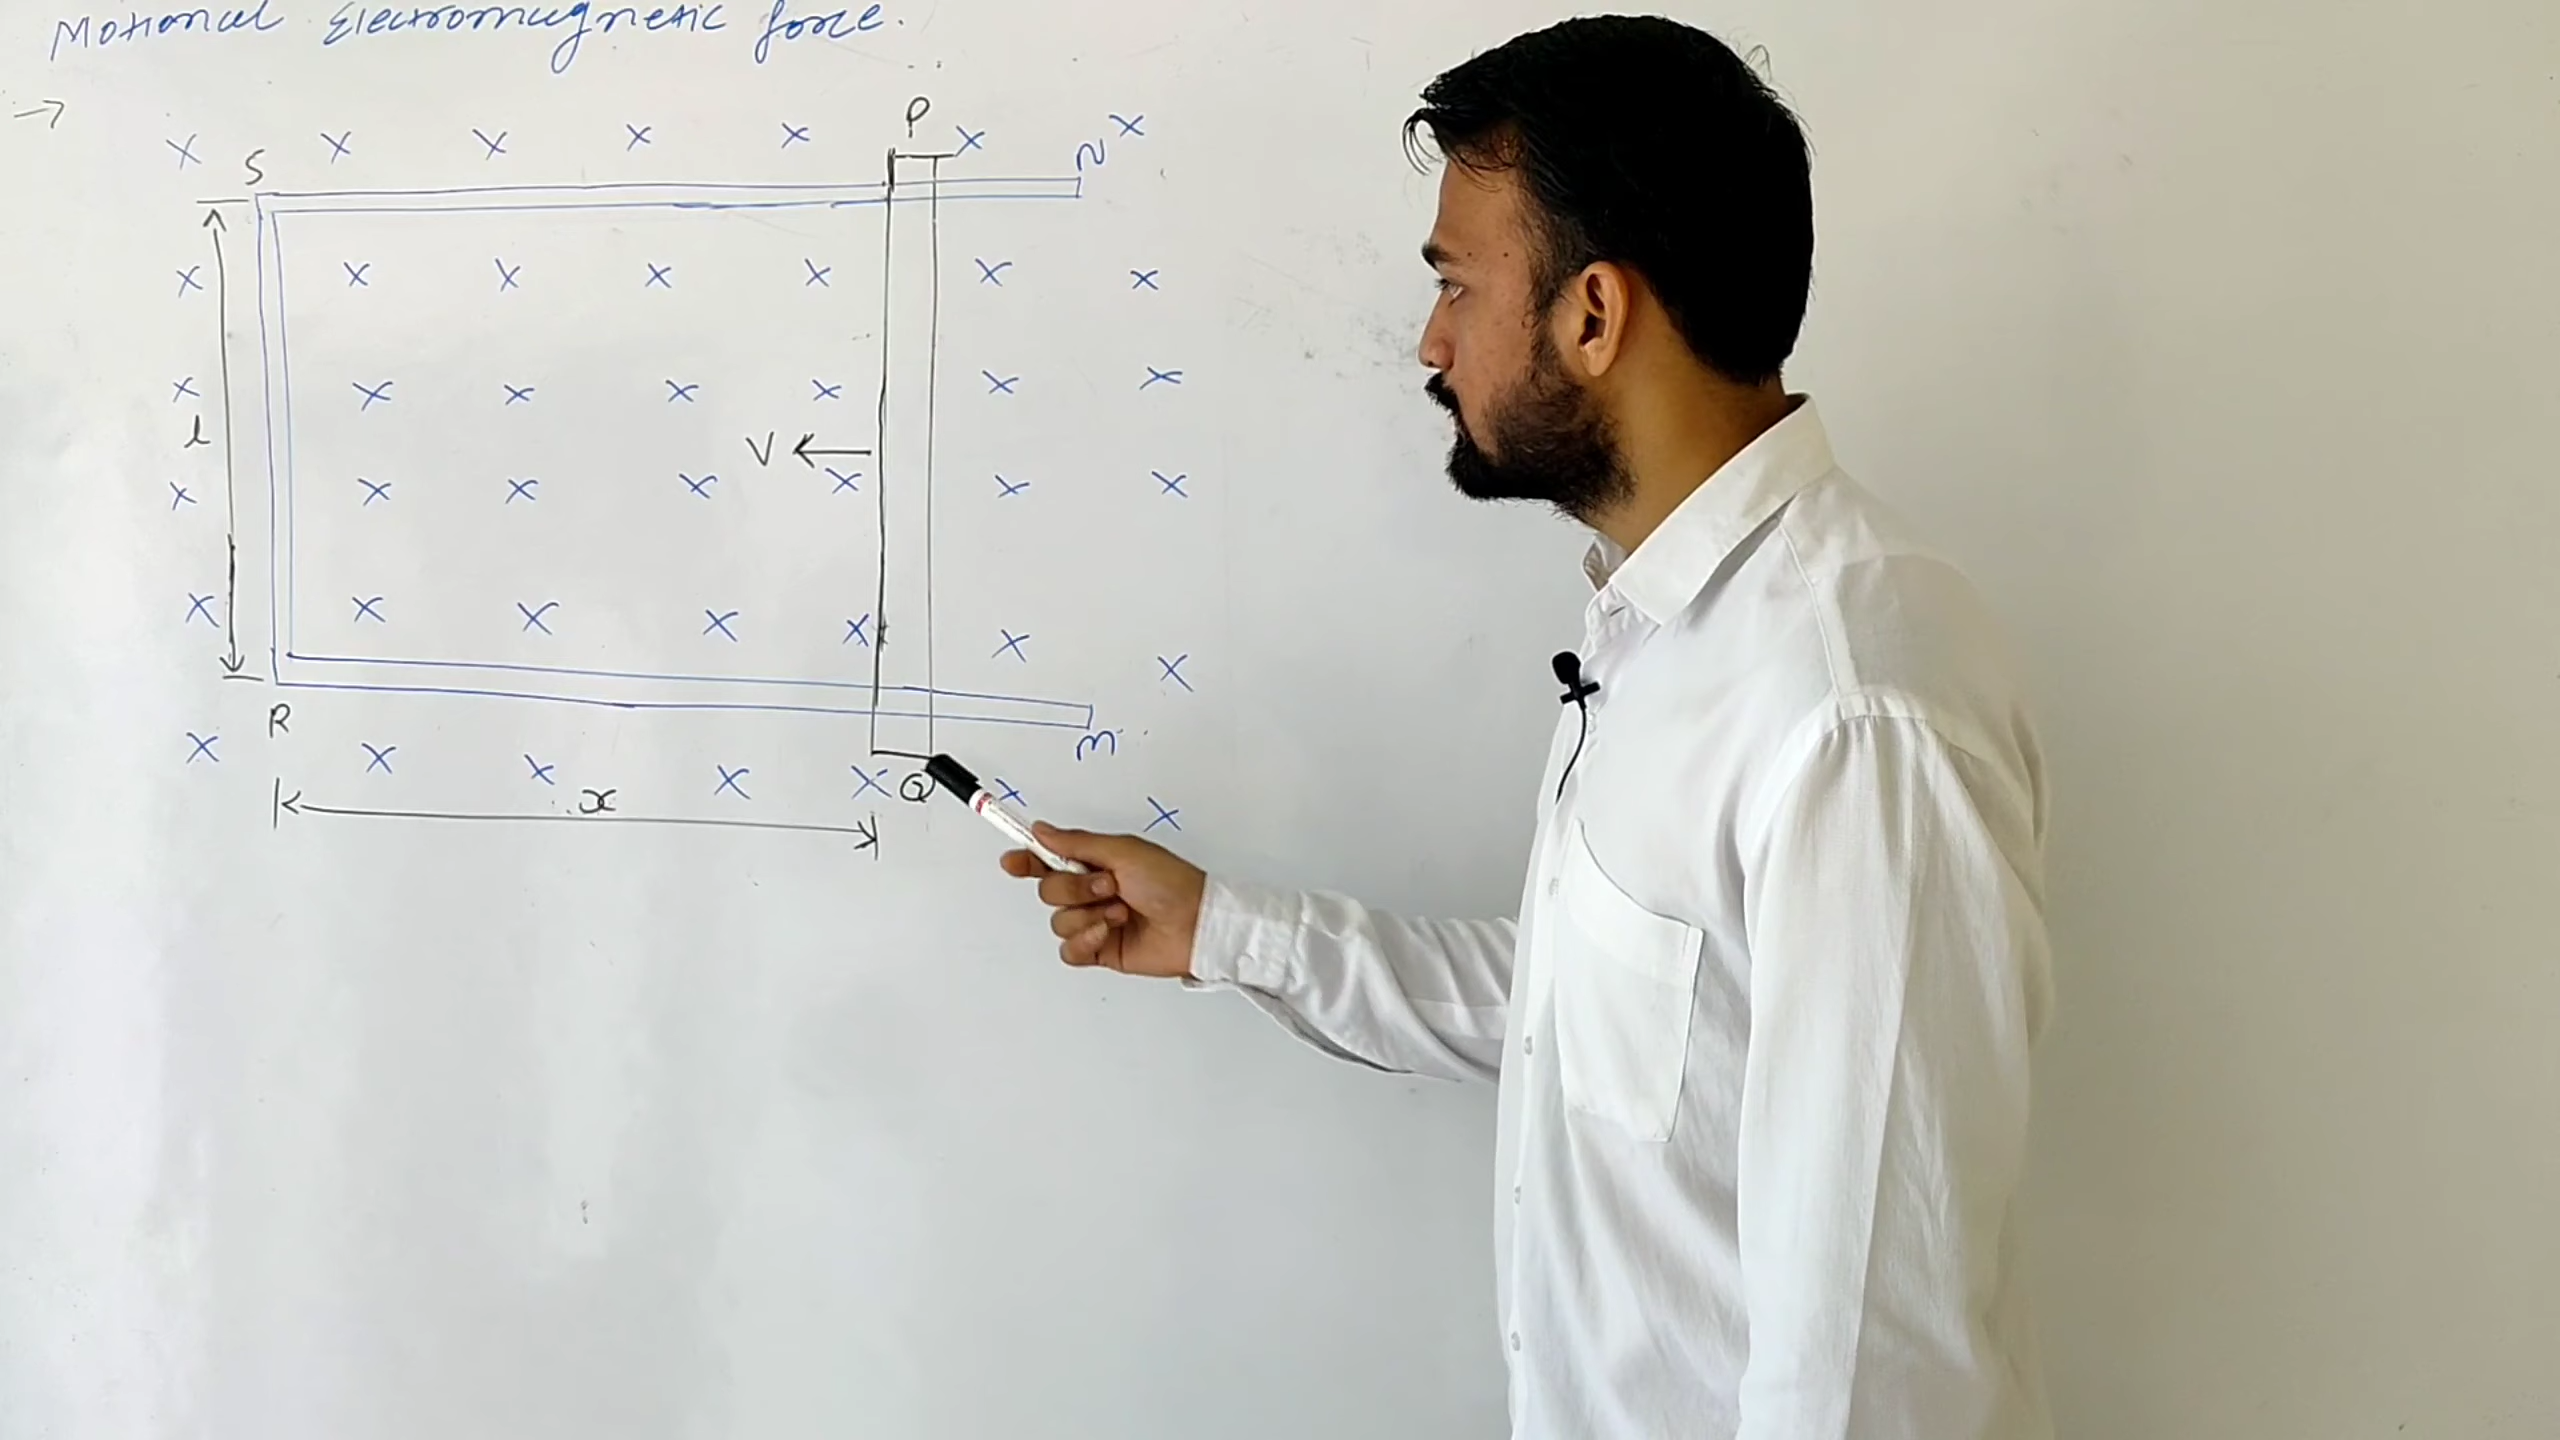 Motional Electromagnetic force.
→
P
S
N
l
V ←
R
M
x
Q